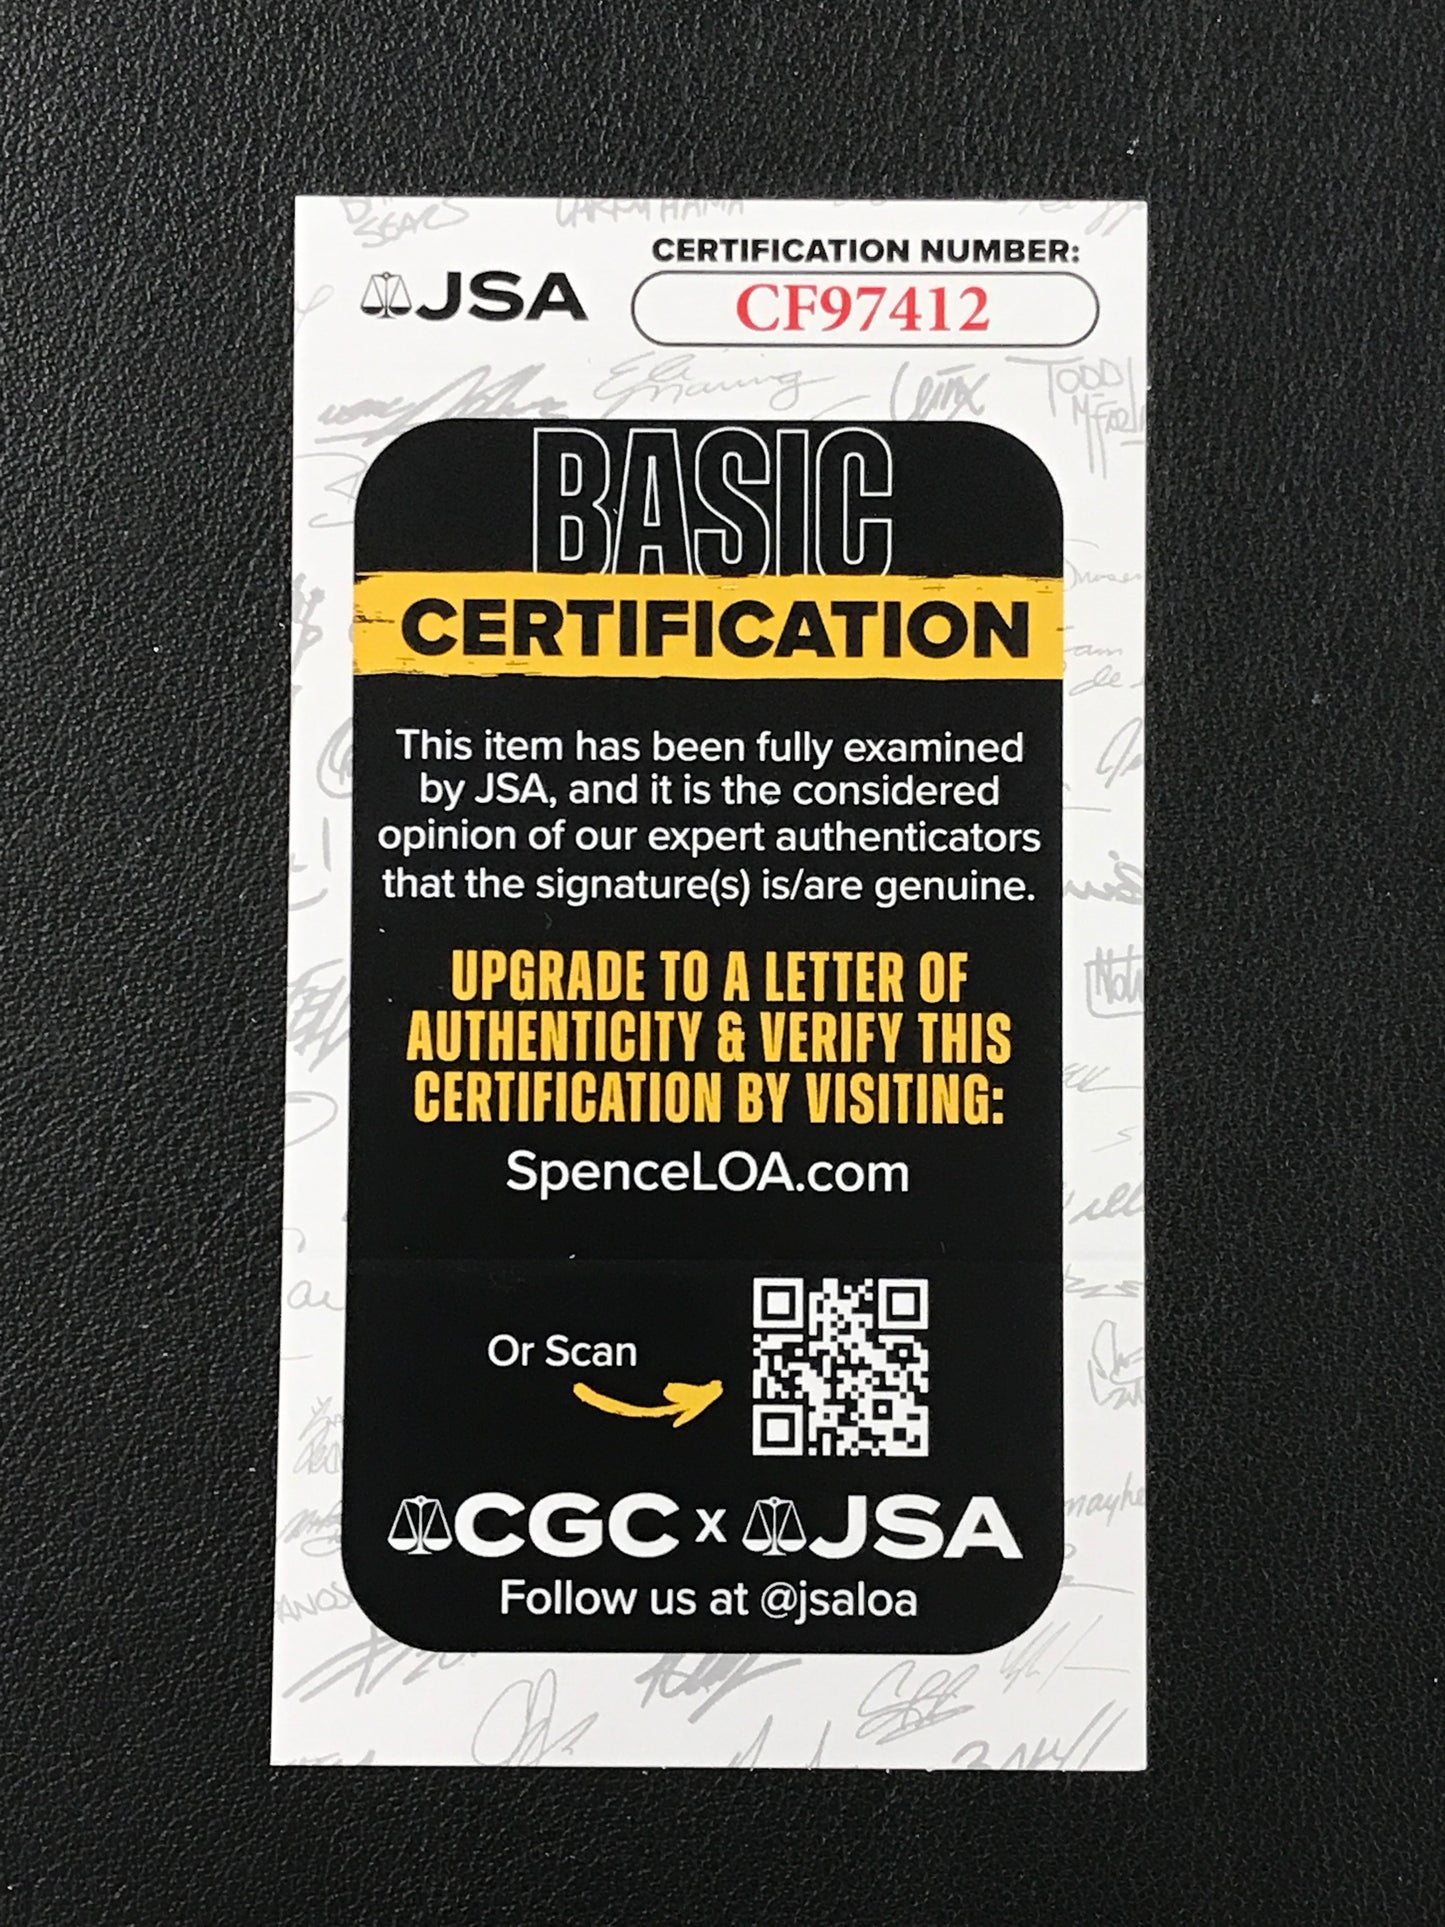 CERTIFICATION NUMBER:
JSA
CF97412
BASIC
CERTIFICATION
This item has been fully examined
by JSA, and it is the considered
opinion of our expert authenticators
that the signature(s) is/are genuine.
UPGRADE TO A LETTER OF
AUTHENTICITY & VERIFY THIS
CERTIFICATION BY VISITING:
SpenceLOA.com
Or Scan
CGC x JSA
Follow us at @jsaloa